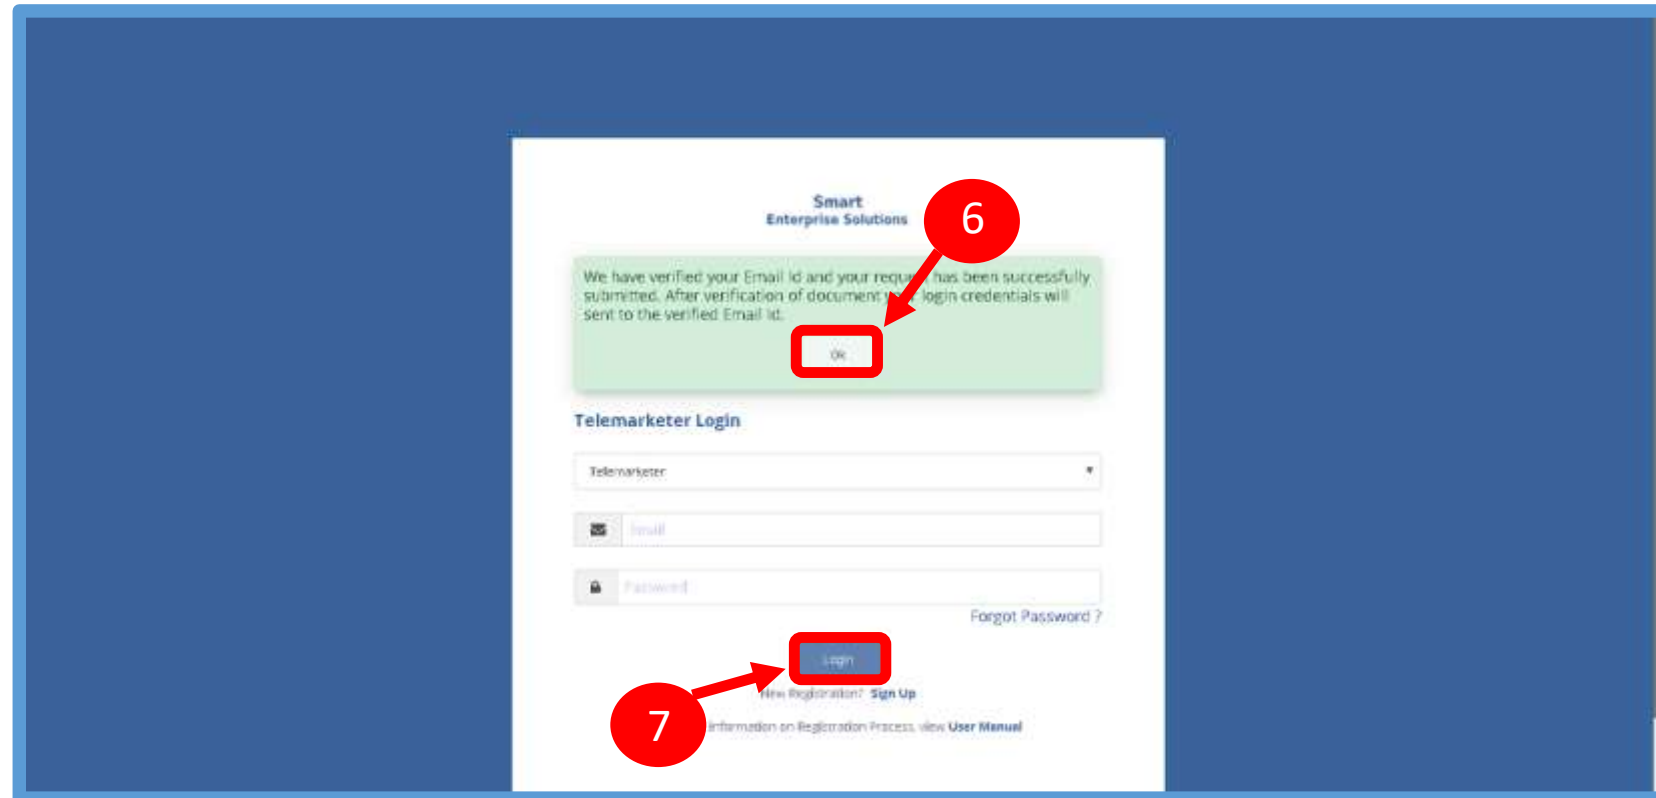 Smart
Enterprise Solutions
6
We have verified your Email id and your request has been successfully
submitted. After verification of document your login credentials will
sent to the verified Email id.
Ok
Telemarketer Login
Telemarketer
Email
Password
Forgot Password ?
Login
New Registration? Sign Up
7
information on Registration Process, view User Manual